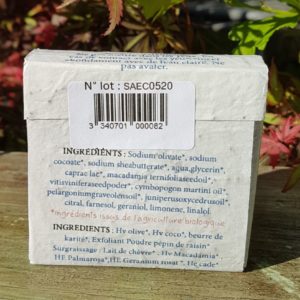 pas avaler.
N° lot : SAEC0520
3 340701 000082
INGRÉDIENTS : Sodium olivate*, sodium
cocoate*, sodium sheabutterate*, aqua, glycerin*,
caprae lac*, macadamia ternifolia seed oil*,
vitis vinifera seed powder*, cymbopogon martini oil*,
pelargonium graveolens oil*, juniperus oxycedrus oil*,
citral, farnesol, geraniol, limonene, linalol.
*Ingrédients issus de l'agriculture biologique
INGREDIENTS : Hv olive*, Hv coco*, beurre de
karité*, Exfoliant Poudre pépin de raisin*
Surgraissage : Lait de chèvre*, Hv Macadamia*,
HE Palmarosa*, HE Geranium rosat*, HE cade*